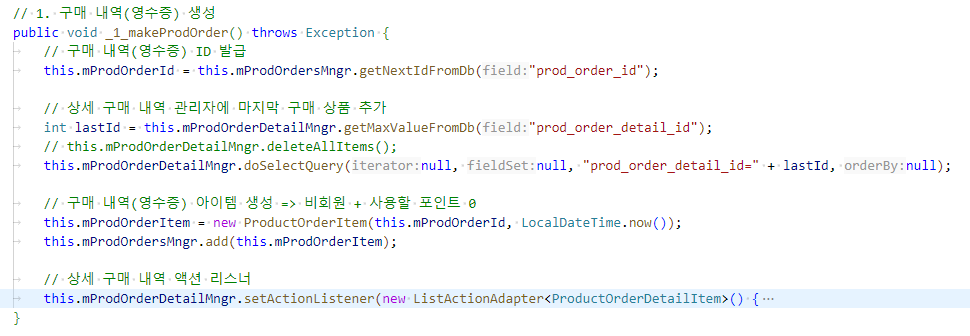 // 1. 구매 내역(영수증) 생성
public void _1_makeProdOrder() throws Exception {
// 구매 내역(영수증) ID 발급
this.mProdOrderId = this.mProdOrdersMngr.getNextIdFromDb(field:"prod_order_id");
// 상세 구매 내역 관리자에 마지막 구매 상품 추가
int lastId = this.mProdOrderDetailMngr.getMaxValueFromDb(field:"prod_order_detail_id");
// this.mProdOrderDetailMngr.deleteAllItems();
this.mProdOrderDetailMngr.doSelectQuery(iterator:null, fieldSet:null, "prod_order_detail_id=" + lastId, orderBy:null);
// 구매 내역(영수증) 아이템 생성 => 비회원 + 사용할 포인트 0
this.mProdOrderItem = new ProductOrderItem(this.mProdOrderId, LocalDateTime.now());
this.mProdOrdersMngr.add(this.mProdOrderItem);
// 상세 구매 내역 액션 리스너
this.mProdOrderDetailMngr.setActionListener(new ListActionAdapter<ProductOrderDetailItem>() {⋯
}